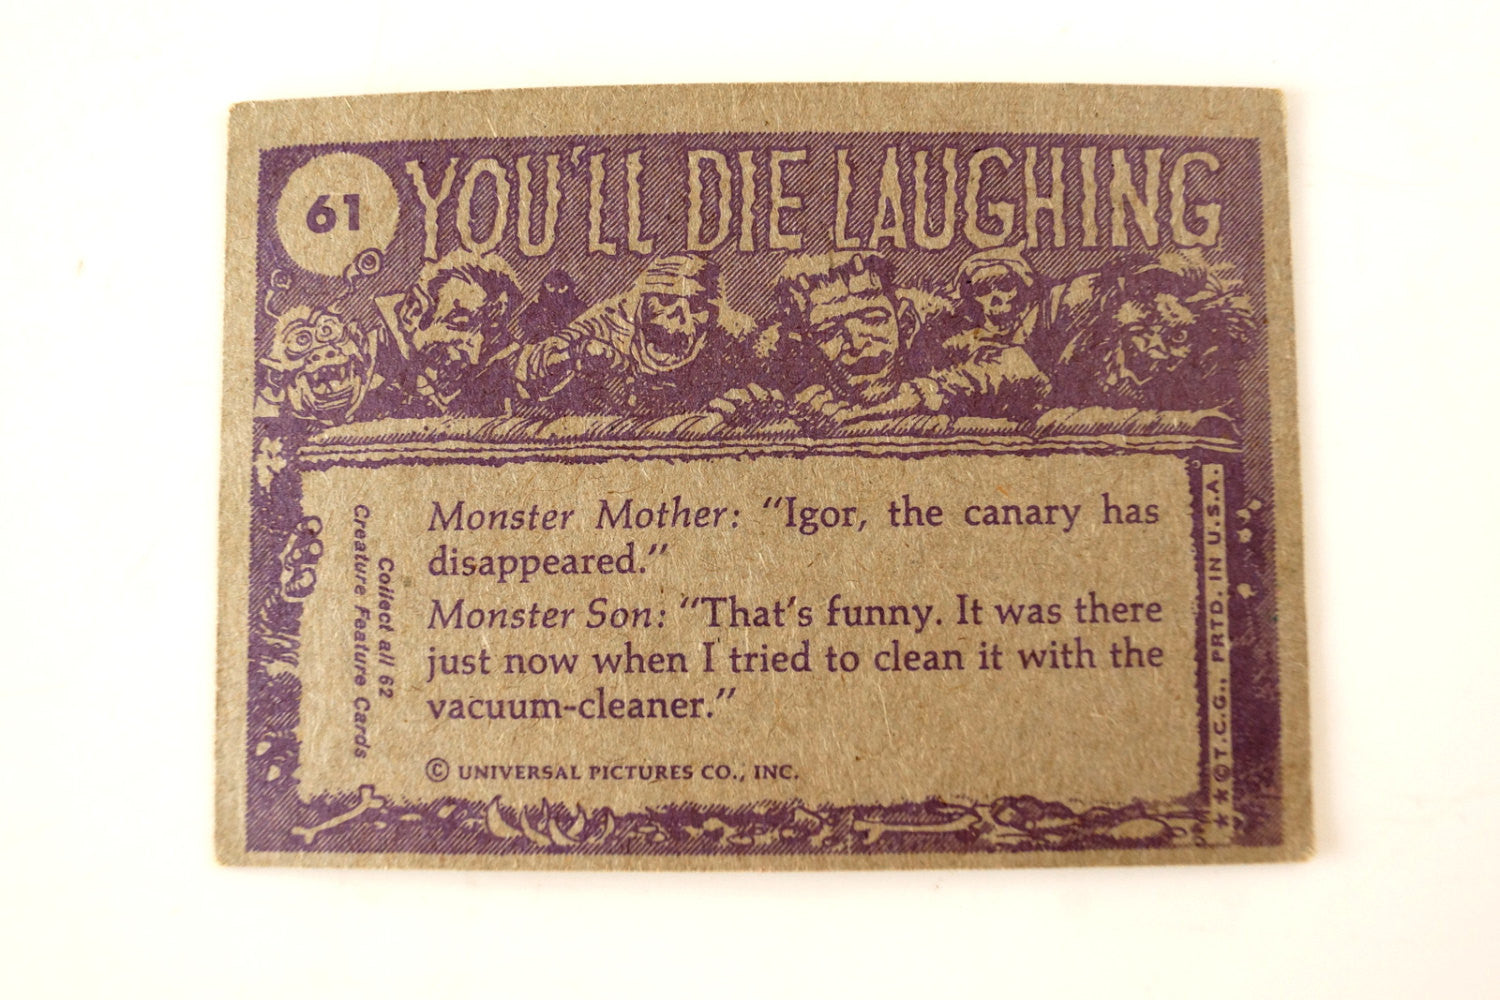 61
YOU'LL DIE LAUGHING
Monster Mother: "Igor, the canary has
disappeared."
Monster Son: "That's funny. It was there
just now when I tried to clean it with the
vacuum-cleaner."
© UNIVERSAL PICTURES CO., INC.
Collect all 62
Creature Feature Cards
★★© T.C.G., PRTD. IN U.S.A.